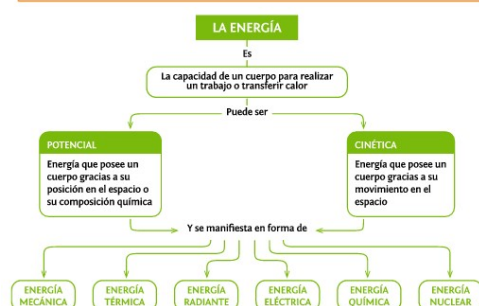 LA ENERGÍA
Es
La capacidad de un cuerpo para realizar
un trabajo o transferir calor
Puede ser
POTENCIAL
Energía que posee un
cuerpo gracias a su
posición en el espacio o
su composición química
CINÉTICA
Energía que posee un
cuerpo gracias a su
movimiento en el
espacio
Y se manifiesta en forma de
ENERGÍA
MECÁNICA
ENERGÍA
TÉRMICA
ENERGÍA
RADIANTE
ENERGÍA
ELÉCTRICA
ENERGÍA
QUÍMICA
ENERGÍA
NUCLEAR